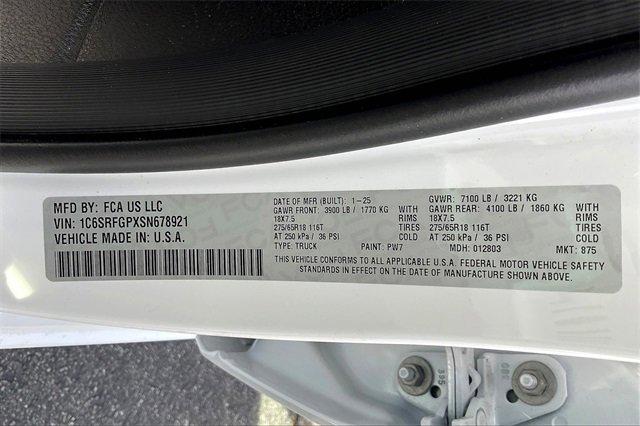 MFD BY: FCA US LLC
VIN: 1C6SRFGPXSN678921
VEHICLE MADE IN: U.S.A.
DATE OF MFR (BUILT): 1-25 GVWR: 7100 LB / 3221 KG
GAWR FRONT: 3900 LB / 1770 KG GAWR REAR: 4100 LB / 1860 KG
18X7.5 RIMS 18X7.5 RIMS
275/65R18 116T TIRES 275/65R18 116T TIRES
AT 250 kPa / 36 PSI COLD AT 250 kPa / 36 PSI COLD
TYPE: TRUCK PAINT: PW7 MDH: 012803 MKT: 875
THIS VEHICLE CONFORMS TO ALL APPLICABLE U.S.A. FEDERAL MOTOR VEHICLE SAFETY
STANDARDS IN EFFECT ON THE DATE OF MANUFACTURE SHOWN ABOVE.
395